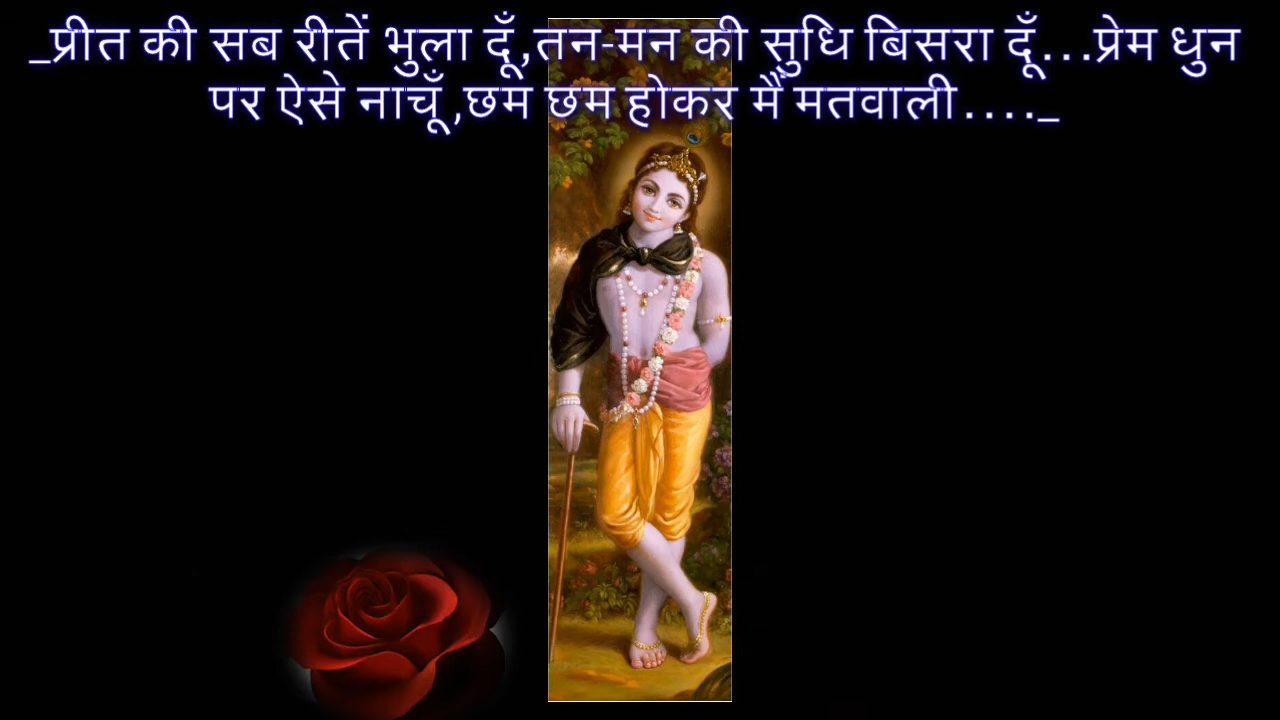 _प्रीत की सब रीतें भुला दूँ,तन-मन की सुधि बिसरा दूँ...प्रेम धुन
पर ऐसे नाचूँ,छम छम होकर मैं मतवाली...._